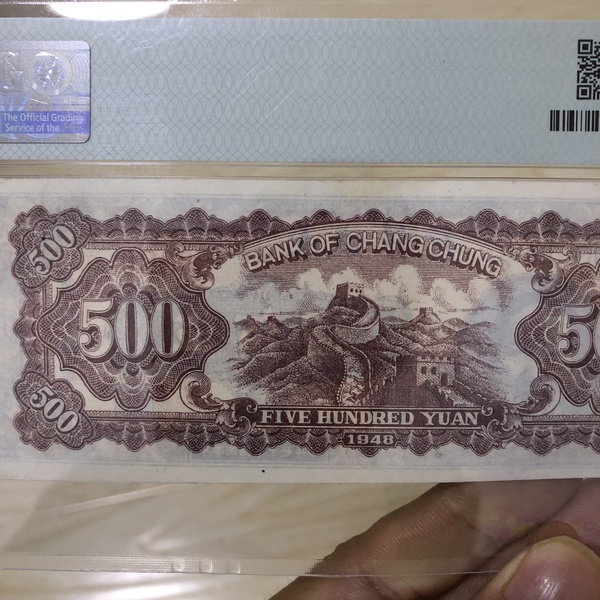 The Official Grading
Service of the
500
BANK OF CHANG CHUNG
500
500
FIVE HUNDRED YUAN
1948